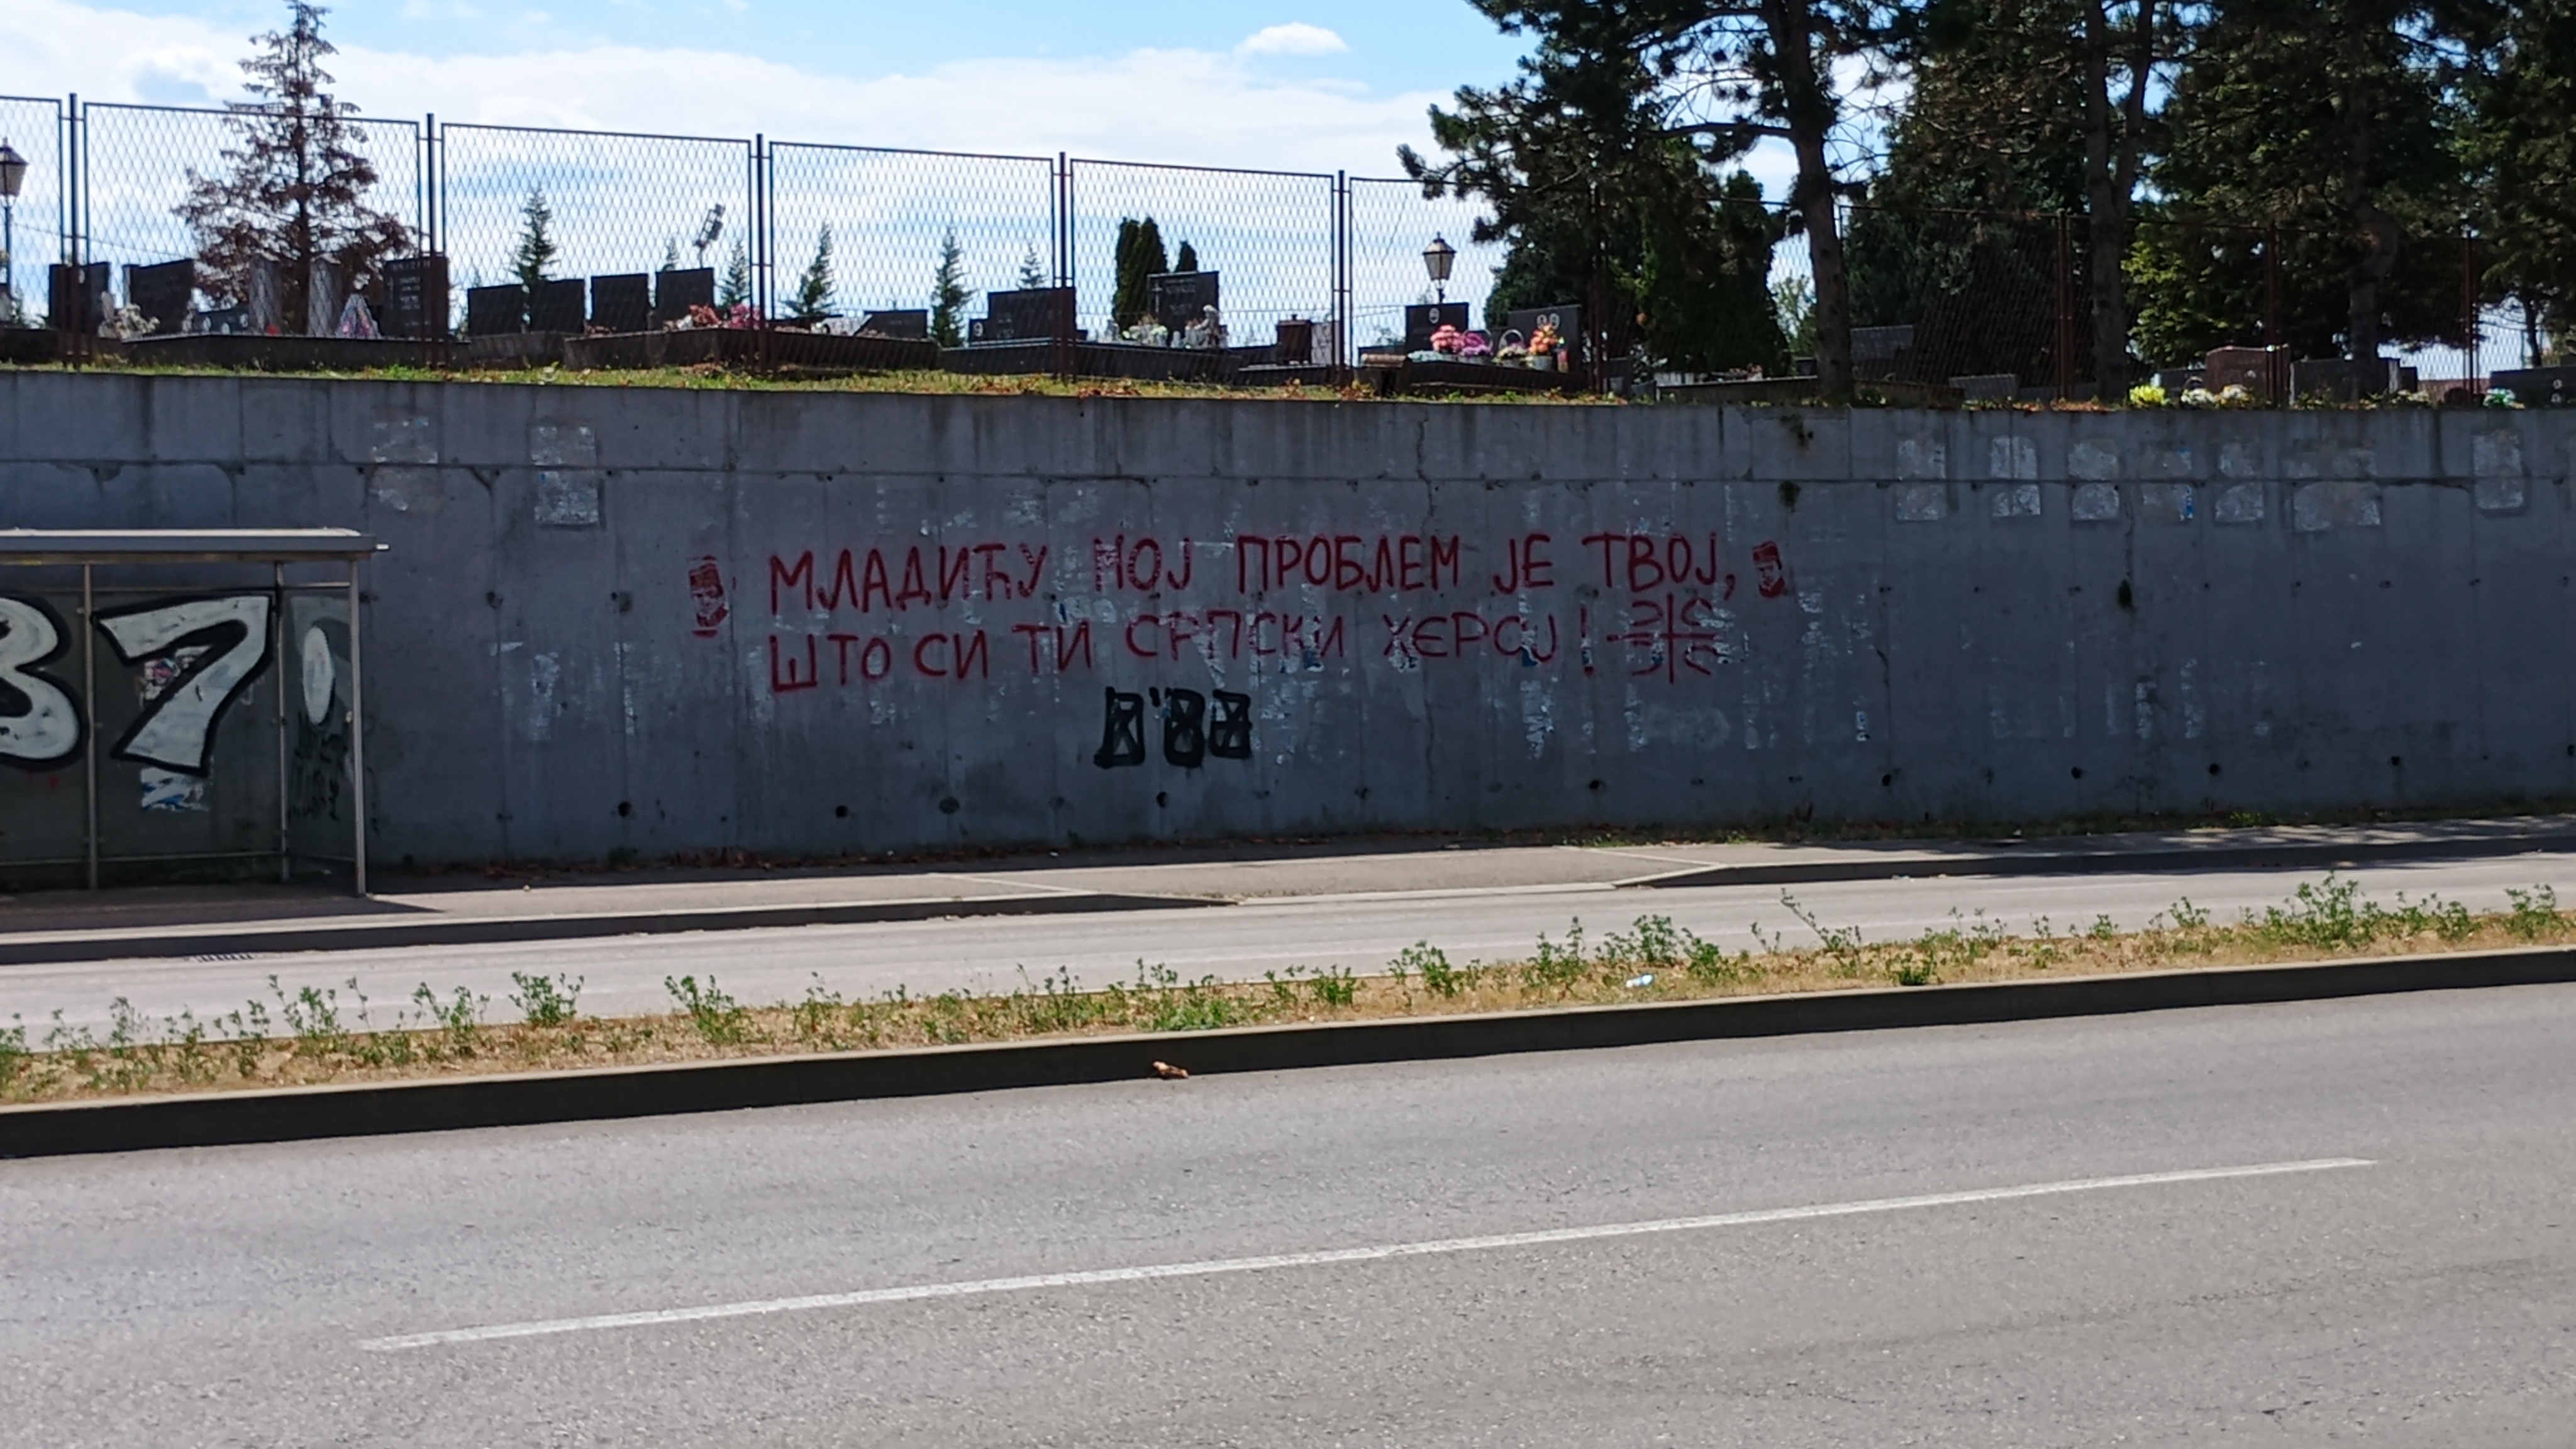 37
МЛАДИЋУ МОЈ ПРОБЛЕМ ЈЕ ТВОЈ,
ШТО СИ ТИ СРПСКИ ХЕРОЈ!